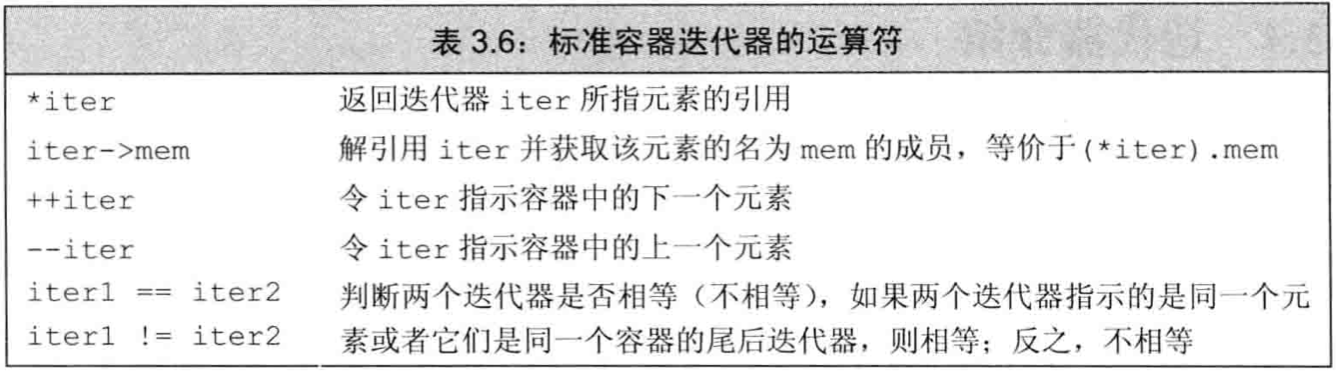 表 3.6：标准容器迭代器的运算符
*iter 返回迭代器 iter 所指元素的引用
iter->mem 解引用 iter 并获取该元素的名为 mem 的成员，等价于(*iter).mem
++iter 令 iter 指示容器中的下一个元素
--iter 令 iter 指示容器中的上一个元素
iter1 == iter2 判断两个迭代器是否相等（不相等），如果两个迭代器指示的是同一个元
iter1 != iter2 素或者它们是同一个容器的尾后迭代器，则相等；反之，不相等